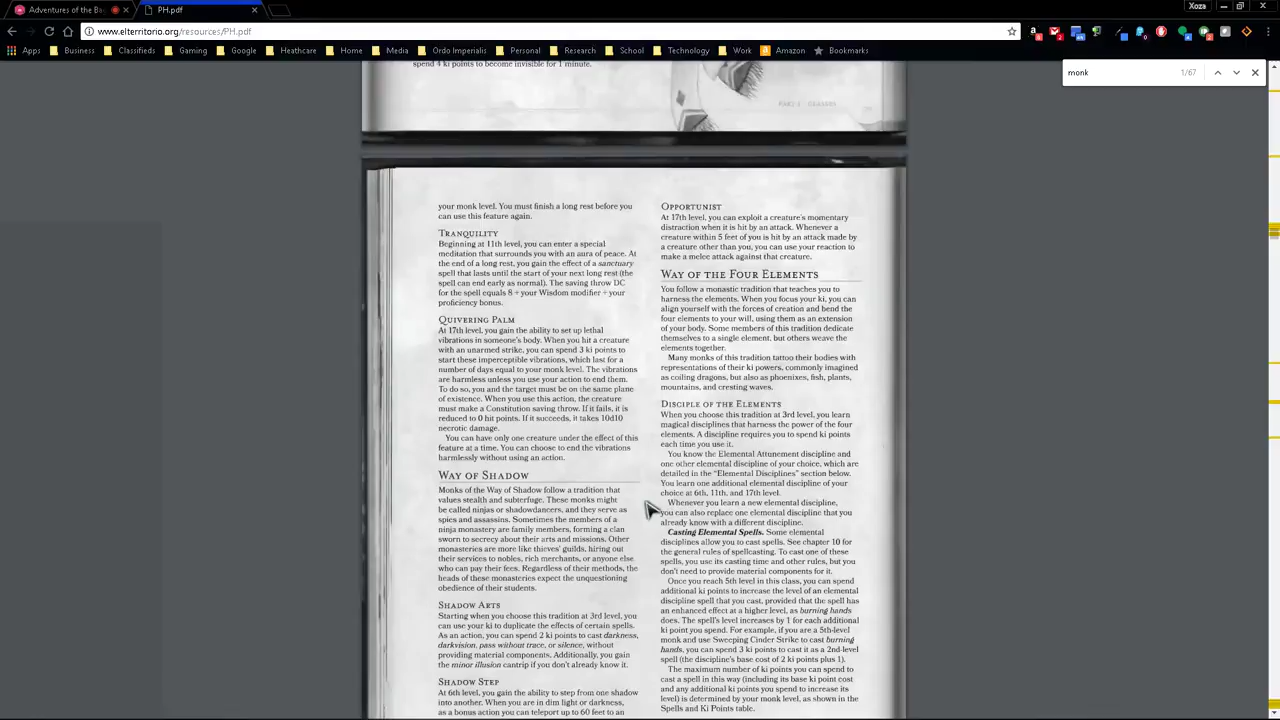 Adventures of the Ba
PH.pdf
Xoza
www.elterritorio.org/resources/PH.pdf
Apps
Business
Classifieds
Gaming
Google
Heathcare
Home
Media
Ordo Imperialis
Personal
Research
School
Technology
Work
Amazon
Bookmarks
monk
1/67
spend 4 ki points to become invisible for 1 minute.
your monk level. You must finish a long rest before you
can use this feature again.
Tranquility
Beginning at 11th level, you can enter a special
meditation that surrounds you with an aura of peace. At
the end of a long rest, you gain the effect of a sanctuary
spell that lasts until the start of your next long rest (the
spell can end early as normal). The saving throw DC
for the spell equals 8 + your Wisdom modifier + your
proficiency bonus.
Quivering Palm
At 17th level, you gain the ability to set up lethal
vibrations in someone's body. When you hit a creature
with an unarmed strike, you can spend 3 ki points to
start these imperceptible vibrations, which last for a
number of days equal to your monk level. The vibrations
are harmless unless you use your action to end them.
To do so, you and the target must be on the same plane
of existence. When you use this action, the creature
must make a Constitution saving throw. If it fails, it is
reduced to 0 hit points. If it succeeds, it takes 10d10
necrotic damage.
You can have only one creature under the effect of this
feature at a time. You can choose to end the vibrations
harmlessly without using an action.
Way of Shadow
Monks of the Way of Shadow follow a tradition that
values stealth and subterfuge. These monks might
be called ninjas or shadowdancers, and they serve as
spies and assassins. Sometimes the members of a
ninja monastery are family members, forming a clan
sworn to secrecy about their arts and missions. Other
monasteries are more like thieves' guilds, hiring out
their services to nobles, rich merchants, or anyone else
who can pay their fees. Regardless of their methods, the
heads of these monasteries expect the unquestioning
obedience of their students.
Shadow Arts
Starting when you choose this tradition at 3rd level, you
can use your ki to duplicate the effects of certain spells.
As an action, you can spend 2 ki points to cast darkness,
darkvision, pass without trace, or silence, without
providing material components. Additionally, you gain
the minor illusion cantrip if you don't already know it.
Shadow Step
At 6th level, you gain the ability to step from one shadow
into another. When you are in dim light or darkness,
as a bonus action you can teleport up to 60 feet to an
Opportunist
At 17th level, you can exploit a creature's momentary
distraction when it is hit by an attack. Whenever a
creature within 5 feet of you is hit by an attack made by
a creature other than you, you can use your reaction to
make a melee attack against that creature.
Way of the Four Elements
You follow a monastic tradition that teaches you to
harness the elements. When you focus your ki, you can
align yourself with the forces of creation and bend the
four elements to your will, using them as an extension
of your body. Some members of this tradition dedicate
themselves to a single element, but others weave the
elements together.
Many monks of this tradition tattoo their bodies with
representations of their ki powers, commonly imagined
as coiling dragons, but also as phoenixes, fish, plants,
mountains, and cresting waves.
Disciple of the Elements
When you choose this tradition at 3rd level, you learn
magical disciplines that harness the power of the four
elements. A discipline requires you to spend ki points
each time you use it.
You know the Elemental Attunement discipline and
one other elemental discipline of your choice, which are
detailed in the "Elemental Disciplines" section below.
You learn one additional elemental discipline of your
choice at 6th, 11th, and 17th level.
Whenever you learn a new elemental discipline,
you can also replace one elemental discipline that you
already know with a different discipline.
Casting Elemental Spells. Some elemental
disciplines allow you to cast spells. See chapter 10 for
the general rules of spellcasting. To cast one of these
spells, you use its casting time and other rules, but you
don't need to provide material components for it.
Once you reach 5th level in this class, you can spend
additional ki points to increase the level of an elemental
discipline spell that you cast, provided that the spell has
an enhanced effect at a higher level, as burning hands
does. The spell's level increases by 1 for each additional
ki point you spend. For example, if you are a 5th-level
monk and use Sweeping Cinder Strike to cast burning
hands, you can spend 3 ki points to cast it as a 2nd-level
spell (the discipline's base cost of 2 ki points plus 1).
The maximum number of ki points you can spend to
cast a spell in this way (including its base ki point cost
and any additional ki points you spend to increase its
level) is determined by your monk level, as shown in the
Spells and Ki Points table.